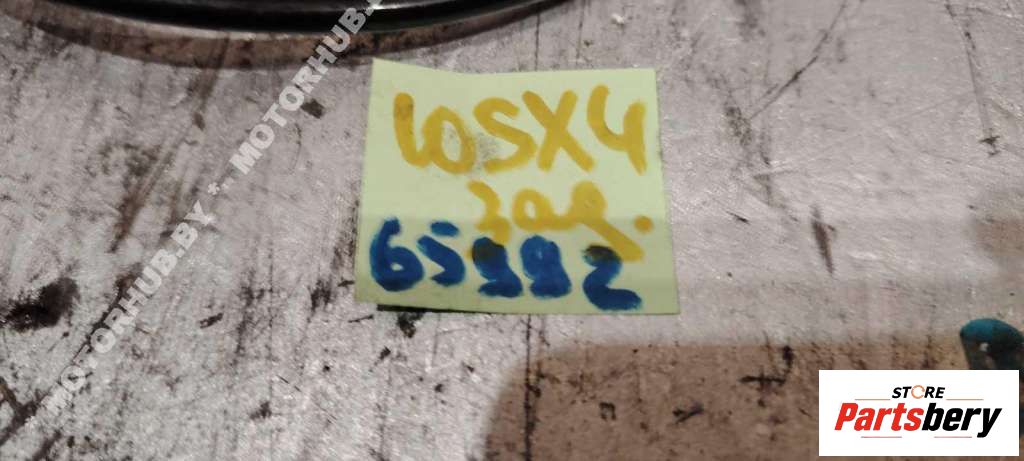 MOTORHUB.BY *. MOTORHUB.BY
10SX4
зад.
65992
STORE
Partsbery